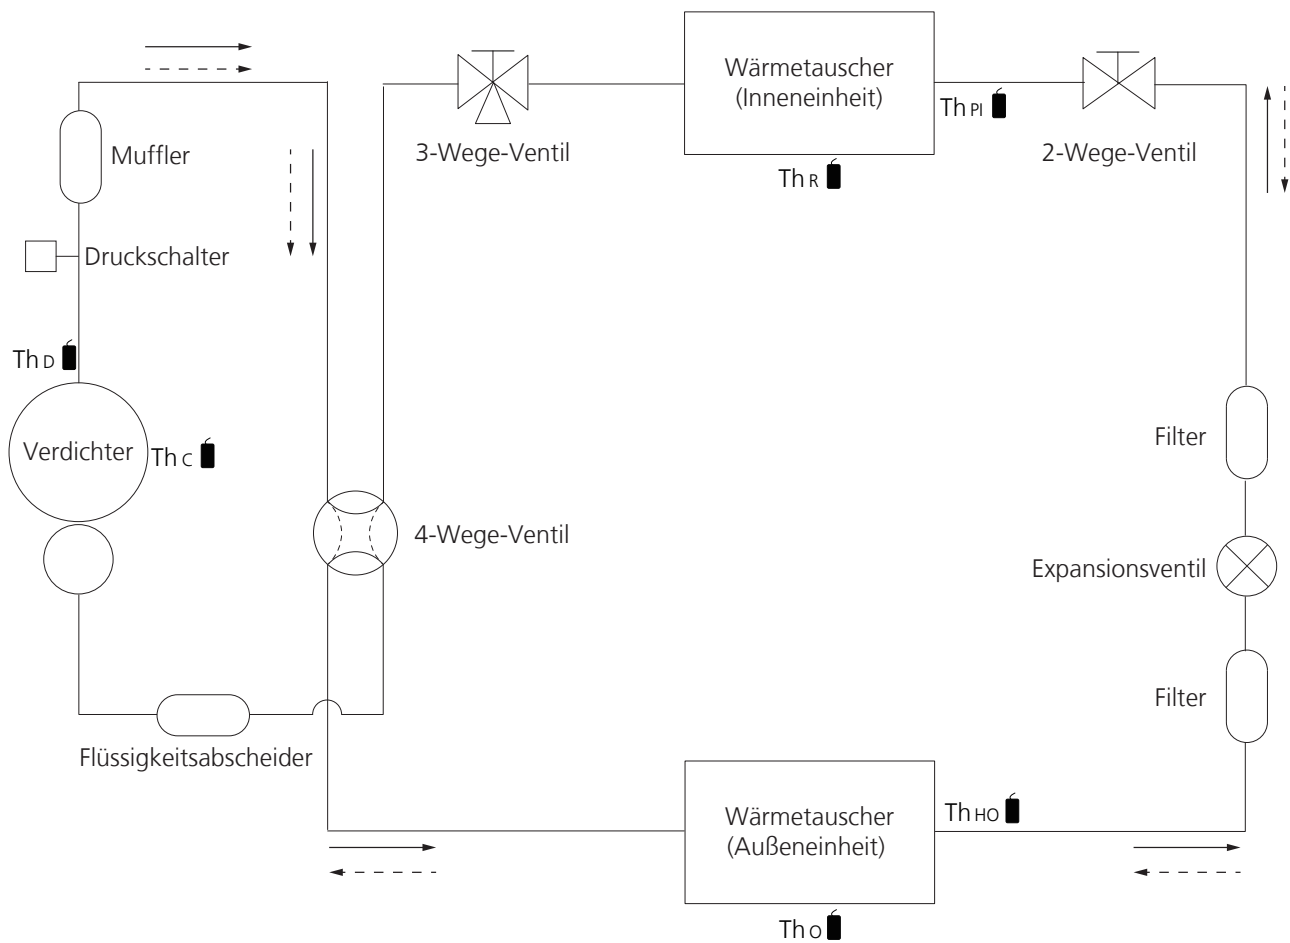 Wärmetauscher
(Inneneinheit)
Th PI
3-Wege-Ventil
2-Wege-Ventil
Muffler
Th R
Druckschalter
Th D
Verdichter
Th C
Filter
4-Wege-Ventil
Expansionsventil
Filter
Flüssigkeitsabscheider
Wärmetauscher
(Außeneinheit)
Th HO
Th O